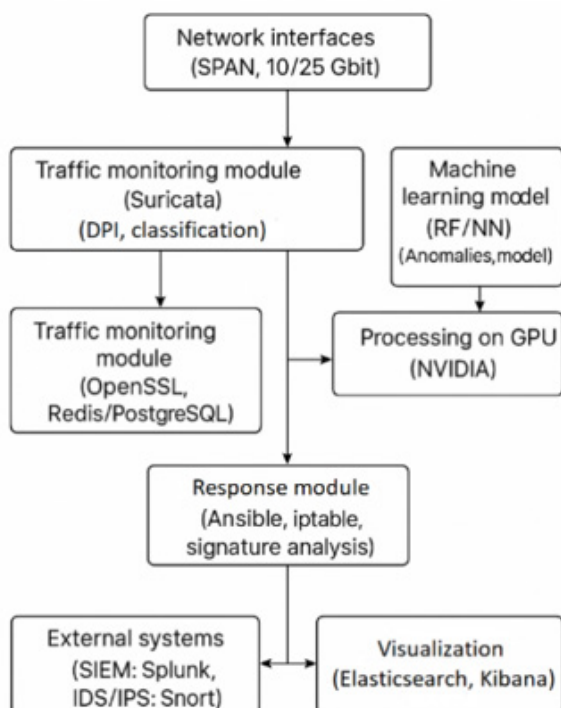 Network interfaces
(SPAN, 10/25 Gbit)
Traffic monitoring module
(Suricata)
(DPI, classification)
Machine
learning model
(RF/NN)
(Anomalies,model)
Traffic monitoring
module
(OpenSSL,
Redis/PostgreSQL)
Processing on GPU
(NVIDIA)
Response module
(Ansible, iptable,
signature analysis)
External systems
(SIEM: Splunk,
IDS/IPS: Snort)
Visualization
(Elasticsearch, Kibana)